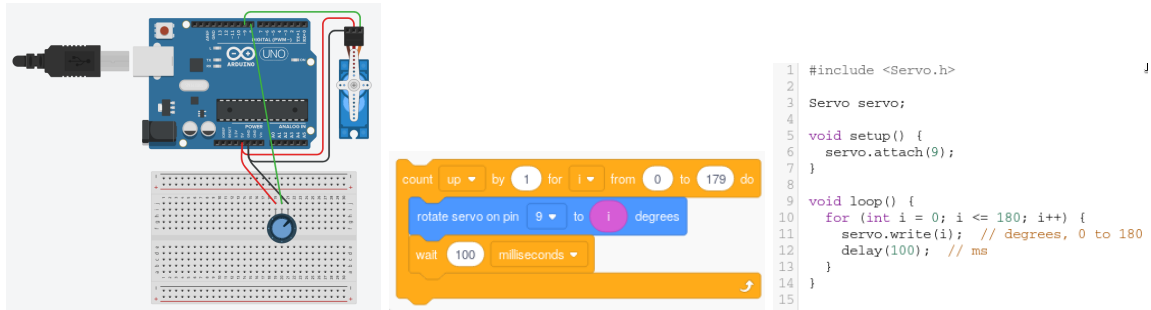 DIGITAL (PWM~)
UNO
ARDUINO
POWER
ANALOG IN
count up by 1 for i from 0 to 179 do
rotate servo on pin 9 to i degrees
wait 100 milliseconds
1 #include <Servo.h>
2
3 Servo servo;
4
5 void setup() {
6 servo.attach(9);
7 }
8
9 void loop() {
10 for (int i = 0; i <= 180; i++) {
11 servo.write(i); // degrees, 0 to 180
12 delay(100); // ms
13 }
14 }
15